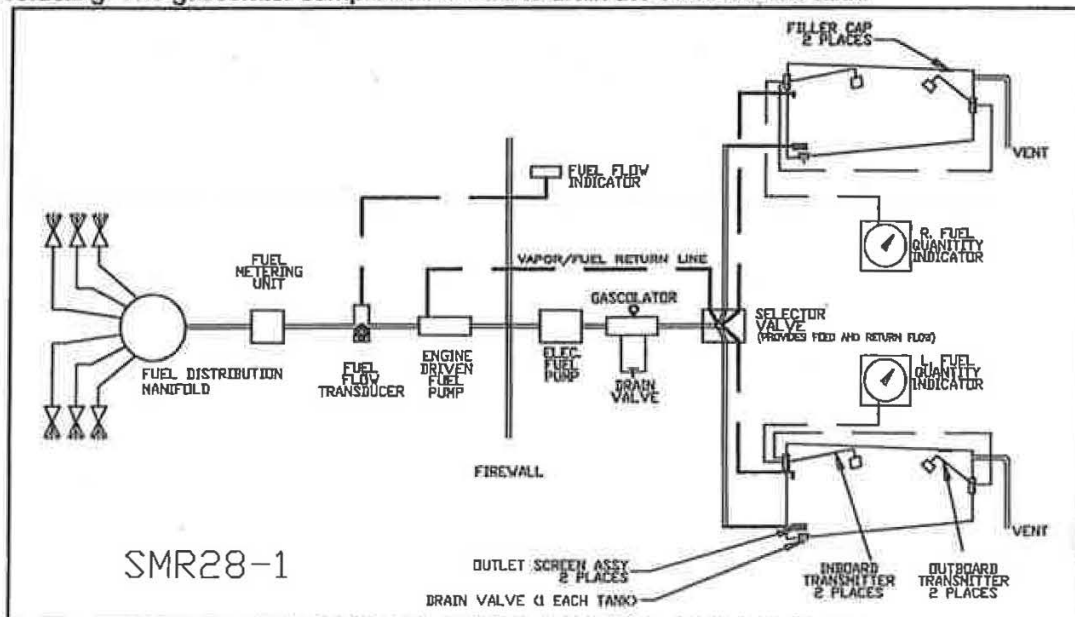 FILLER CAP
2 PLACES
VENT
FUEL FLOW
INDICATOR
R. FUEL
QUANTITY
INDICATOR
FUEL
METERING
UNIT
VAPOR/FUEL RETURN LINE
GASCOLATOR
SELECTOR
VALVE
(PROVIDES FEED AND RETURN FLOW)
FUEL DISTRIBUTION
MANIFOLD
FUEL
FLOW
TRANSDUCER
ENGINE
DRIVEN
FUEL
PUMP
ELEC.
FUEL
PUMP
DRAIN
VALVE
L. FUEL
QUANTITY
INDICATOR
FIREWALL
VENT
SMR28-1
OUTLET SCREEN ASSY
2 PLACES
DRAIN VALVE (1 EACH TANK)
INBOARD
TRANSMITTER
2 PLACES
OUTBOARD
TRANSMITTER
2 PLACES